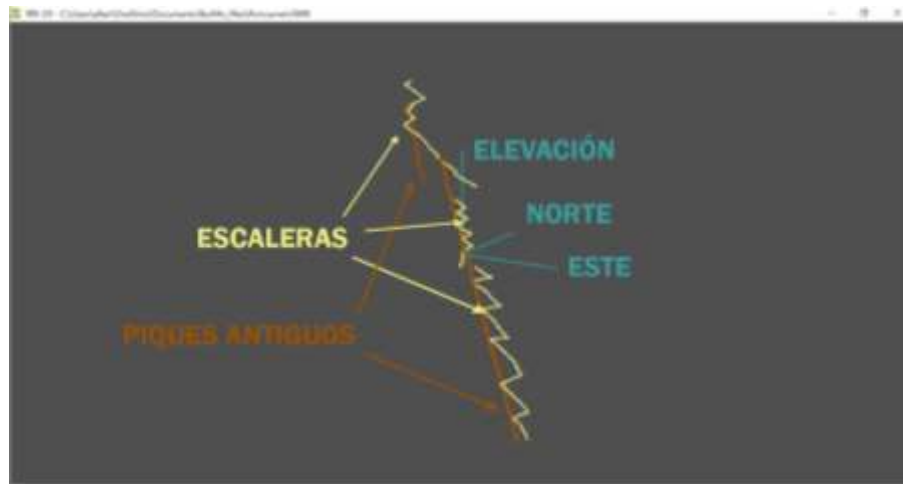 ELEVACIÓN
NORTE
ESCALERAS
ESTE
PIQUES ANTIGUOS